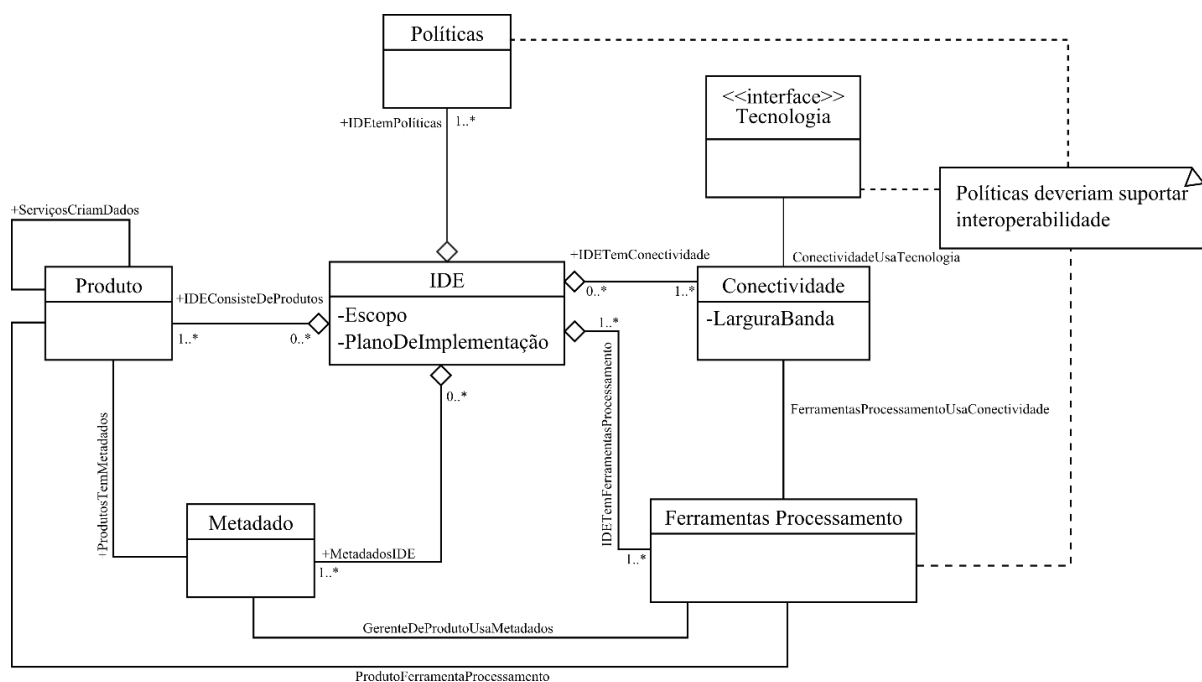 Políticas
+IDEtemPoliticas
1..*
<<interface>>
Tecnologia
Políticas deveriam suportar
interoperabilidade
+ServiçosCriamDados
Produto
+IDEConsisteDeProdutos
1..*
0..*
IDE
-Escopo
-PlanoDeImplementação
+IDETemConectividade
0..*
1..*
ConectividadeUsaTecnologia
Conectividade
-LarguraBanda
1..*
IDETemFerramentasProcessamento
1..*
FerramentasProcessamentoUsaConectividade
0..*
+ProdutosTemMetadados
Metadado
+MetadadosIDE
1..*
Ferramentas Processamento
GerenteDeProdutoUsaMetadados
ProdutoFerramentaProcessamento